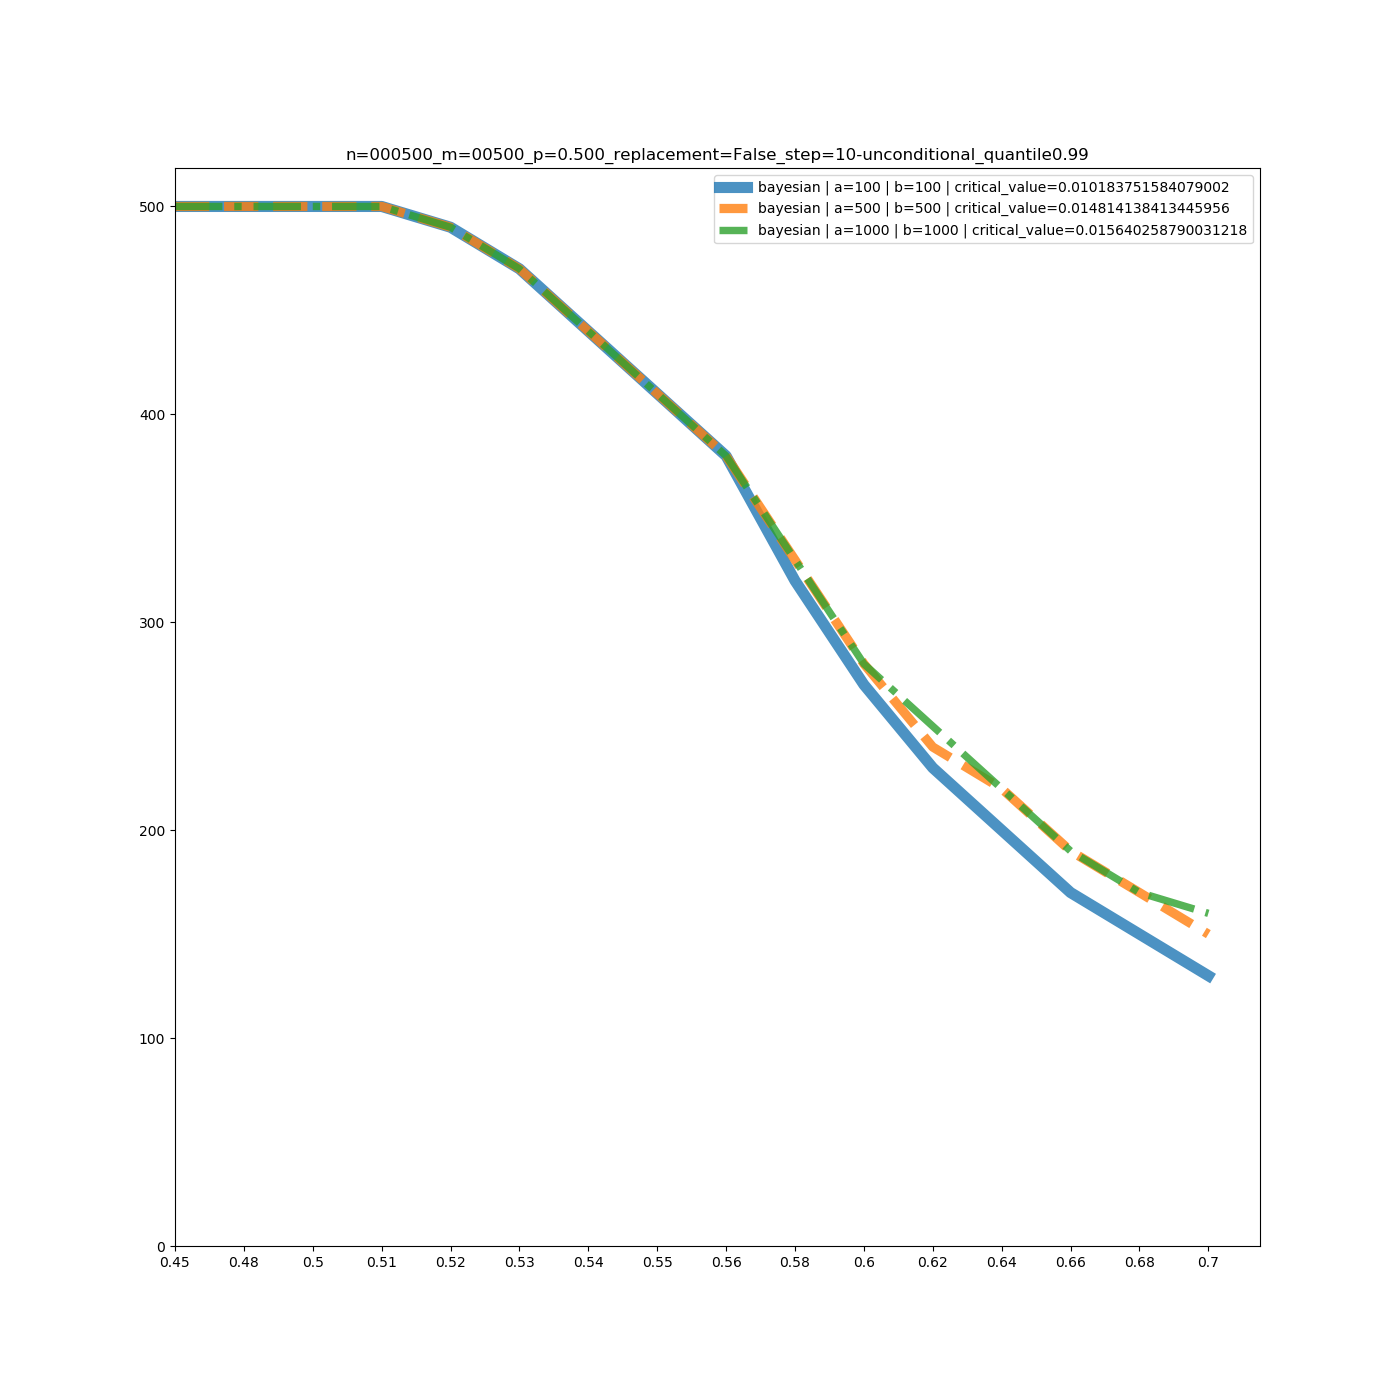 n=000500_m=00500_p=0.500_replacement=False_step=10-unconditional_quantile0.99
bayesian | a=100 | b=100 | critical_value=0.010183751584079002
bayesian | a=500 | b=500 | critical_value=0.014814138413445956
bayesian | a=1000 | b=1000 | critical_value=0.015640258790031218
500
400
300
200
100
0
0.45 0.48 0.5 0.51 0.52 0.53 0.54 0.55 0.56 0.58 0.6 0.62 0.64 0.66 0.68 0.7